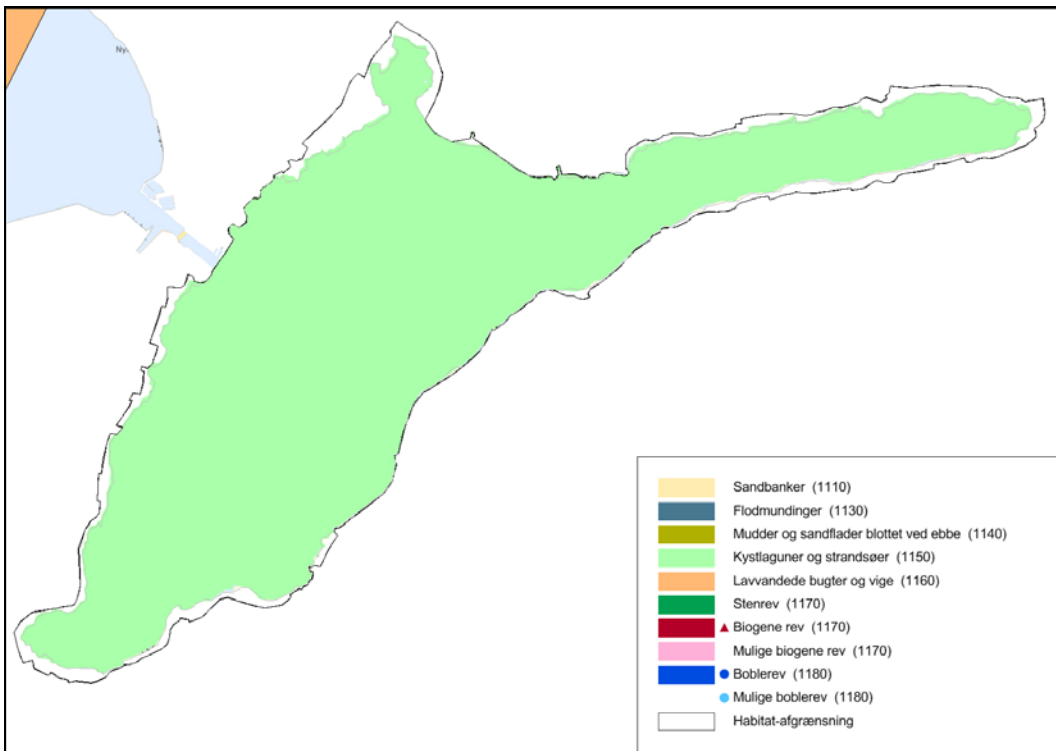 Sandbanker (1110)
Flodmundinger (1130)
Mudder og sandflader blottet ved ebbe (1140)
Kystlaguner og strandsøer (1150)
Lavvandede bugter og vige (1160)
Stenrev (1170)
Biogene rev (1170)
Mulige biogene rev (1170)
Boblerev (1180)
Mulige boblerev (1180)
Habitat-afgrænsning